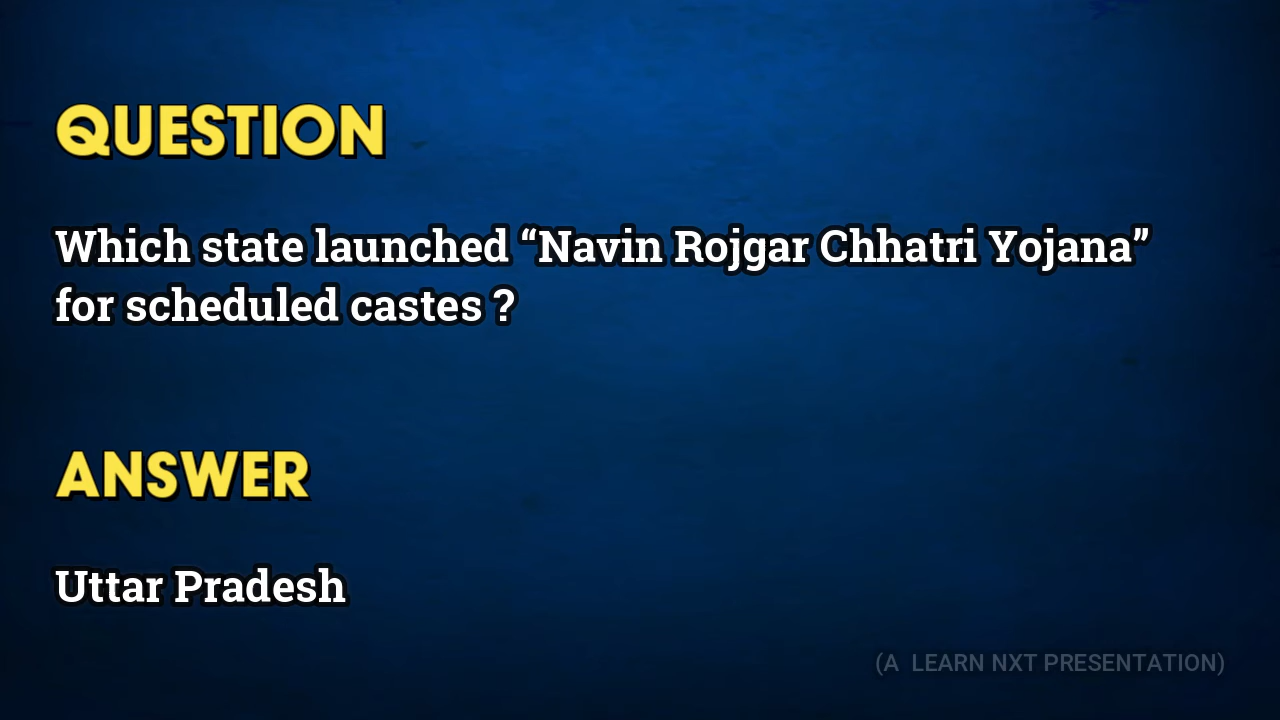 QUESTION
Which state launched “Navin Rojgar Chhatri Yojana”
for scheduled castes ?
ANSWER
Uttar Pradesh
(A LEARN NXT PRESENTATION)